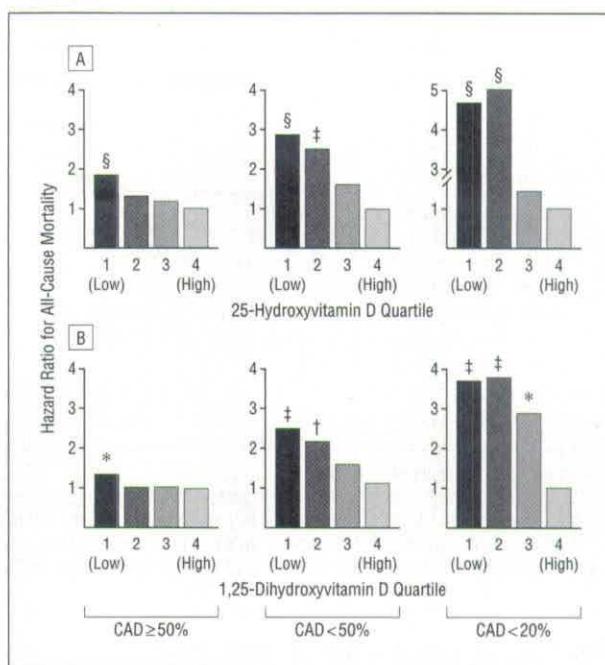 A
Hazard Ratio for All-Cause Mortality
4
3
2
1
§
1 2 3 4
(Low) (High)
4
3
2
1
§ ‡
1 2 3 4
(Low) (High)
5
3
2
1
§ §
1 2 3 4
(Low) (High)
25-Hydroxyvitamin D Quartile
B
4
3
2
1
*
1 2 3 4
(Low) (High)
4
3
2
1
‡ †
1 2 3 4
(Low) (High)
4
3
2
1
‡ ‡ *
1 2 3 4
(Low) (High)
1,25-Dihydroxyvitamin D Quartile
CAD≥50% CAD<50% CAD<20%